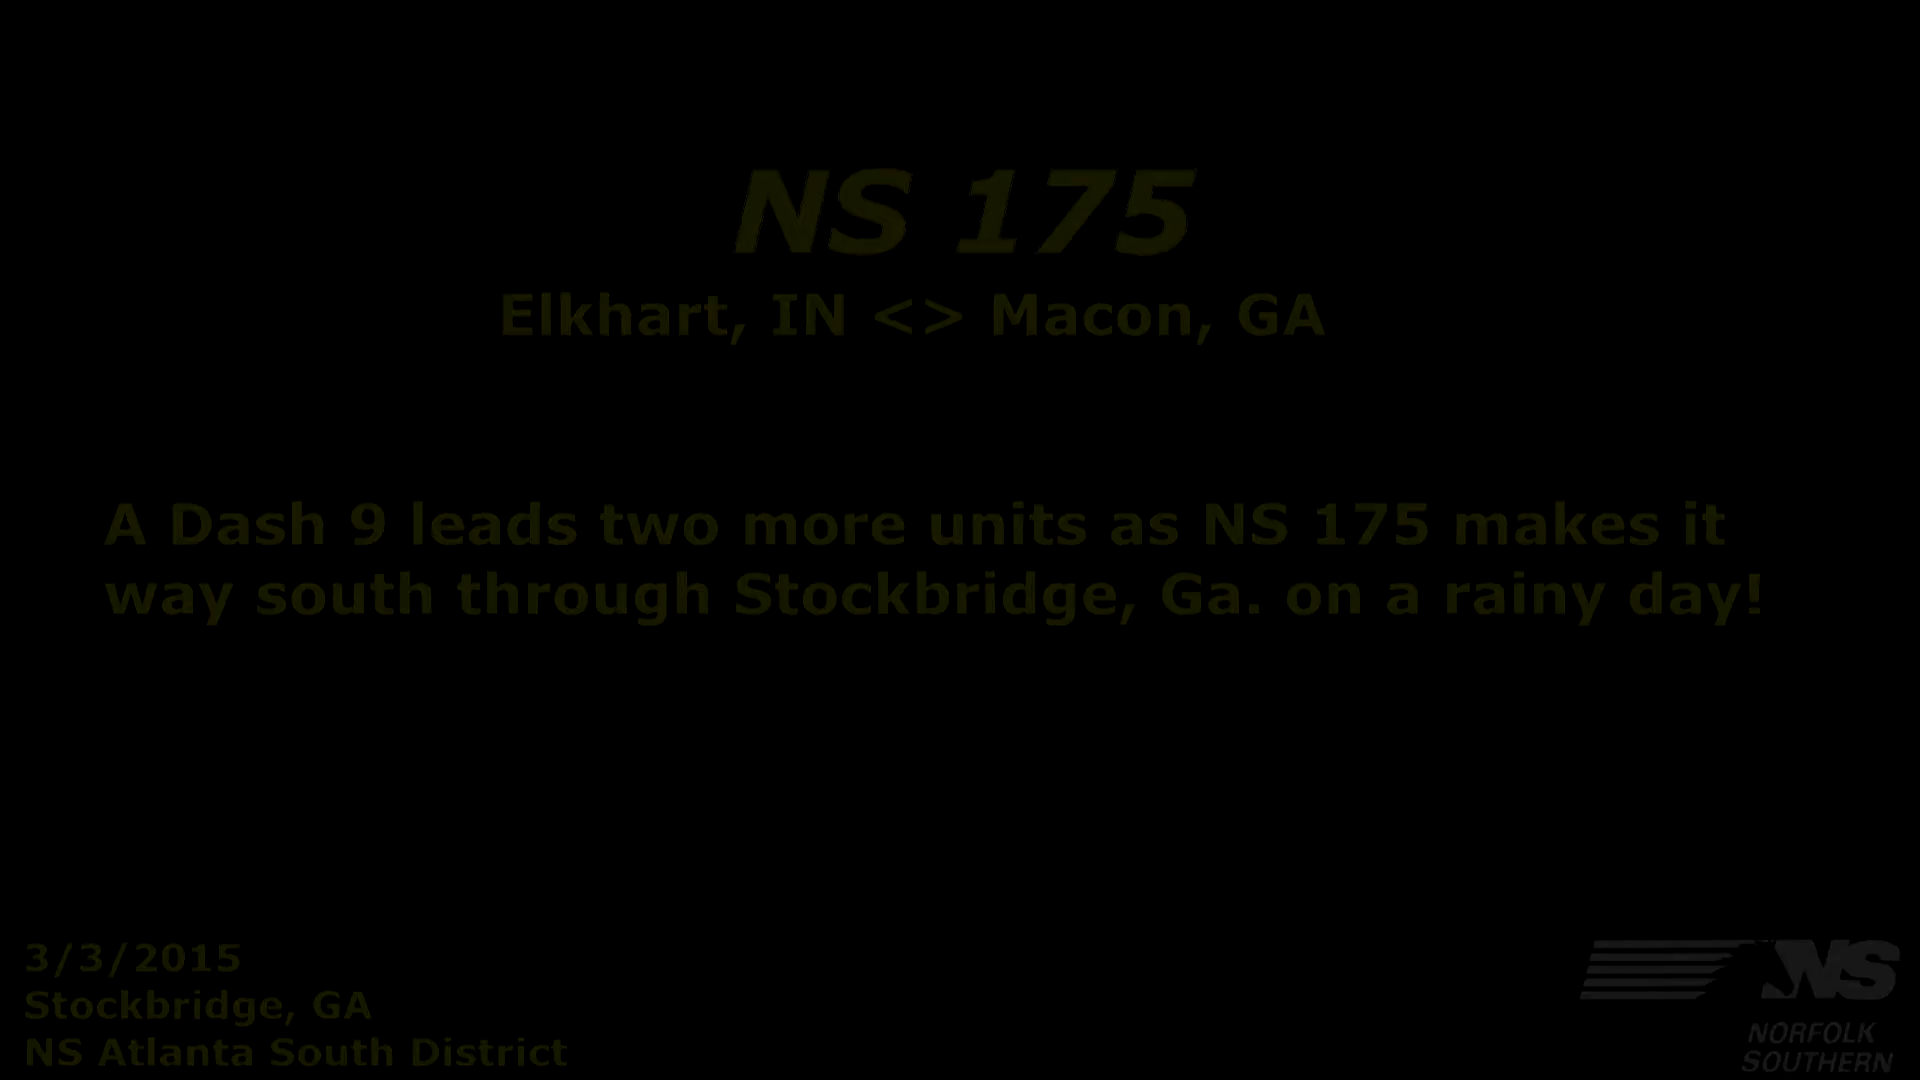 NS 175
Elkhart, IN <> Macon, GA
A Dash 9 leads two more units as NS 175 makes it
way south through Stockbridge, Ga. on a rainy day!
3/3/2015
Stockbridge, GA
NS Atlanta South District
NS
NORFOLK
SOUTHERN